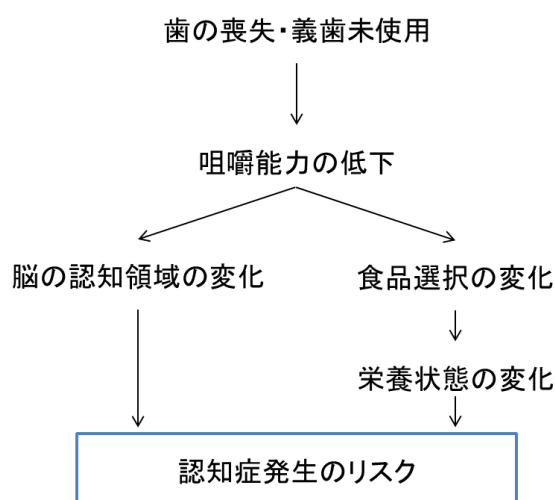 歯の喪失・義歯未使用
咀嚼能力の低下
脳の認知領域の変化
食品選択の変化
栄養状態の変化
認知症発生のリスク